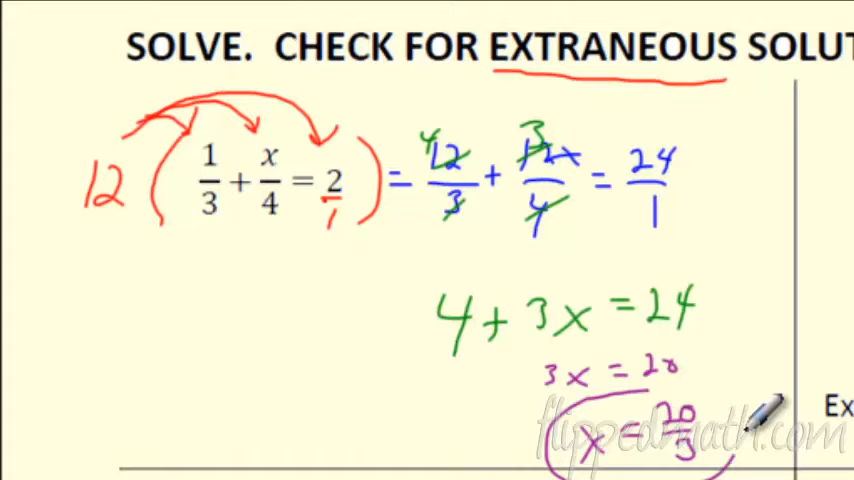 SOLVE. CHECK FOR EXTRANEOUS SOLUT
12 ( 1/3 + x/4 = 2/1 ) = 12/3 + 12x/4 = 24/1
4 3
4 + 3x = 24
3x = 20
x = 20/3
Ex
flippedmath.com